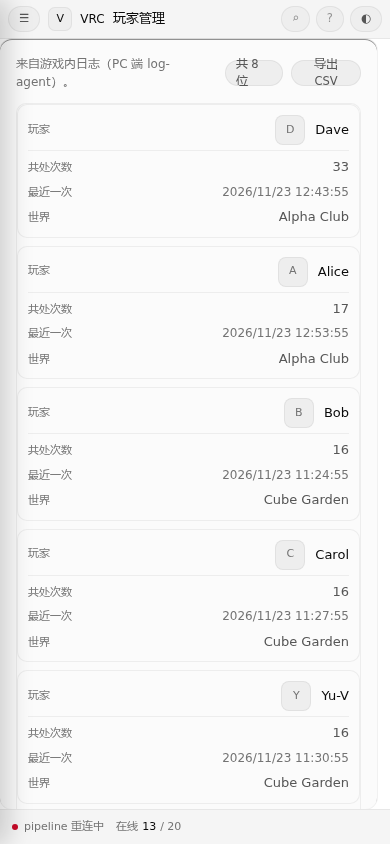 ☰ V VRC 玩家管理 ⌕ ? ◐
来自游戏内日志（PC 端 log-
agent）。
共 8
位
导出
CSV
玩家 D Dave
共处次数 33
最近一次 2026/11/23 12:43:55
世界 Alpha Club
玩家 A Alice
共处次数 17
最近一次 2026/11/23 12:53:55
世界 Alpha Club
玩家 B Bob
共处次数 16
最近一次 2026/11/23 11:24:55
世界 Cube Garden
玩家 C Carol
共处次数 16
最近一次 2026/11/23 11:27:55
世界 Cube Garden
玩家 Y Yu-V
共处次数 16
最近一次 2026/11/23 11:30:55
世界 Cube Garden
pipeline 重连中 在线 13 / 20